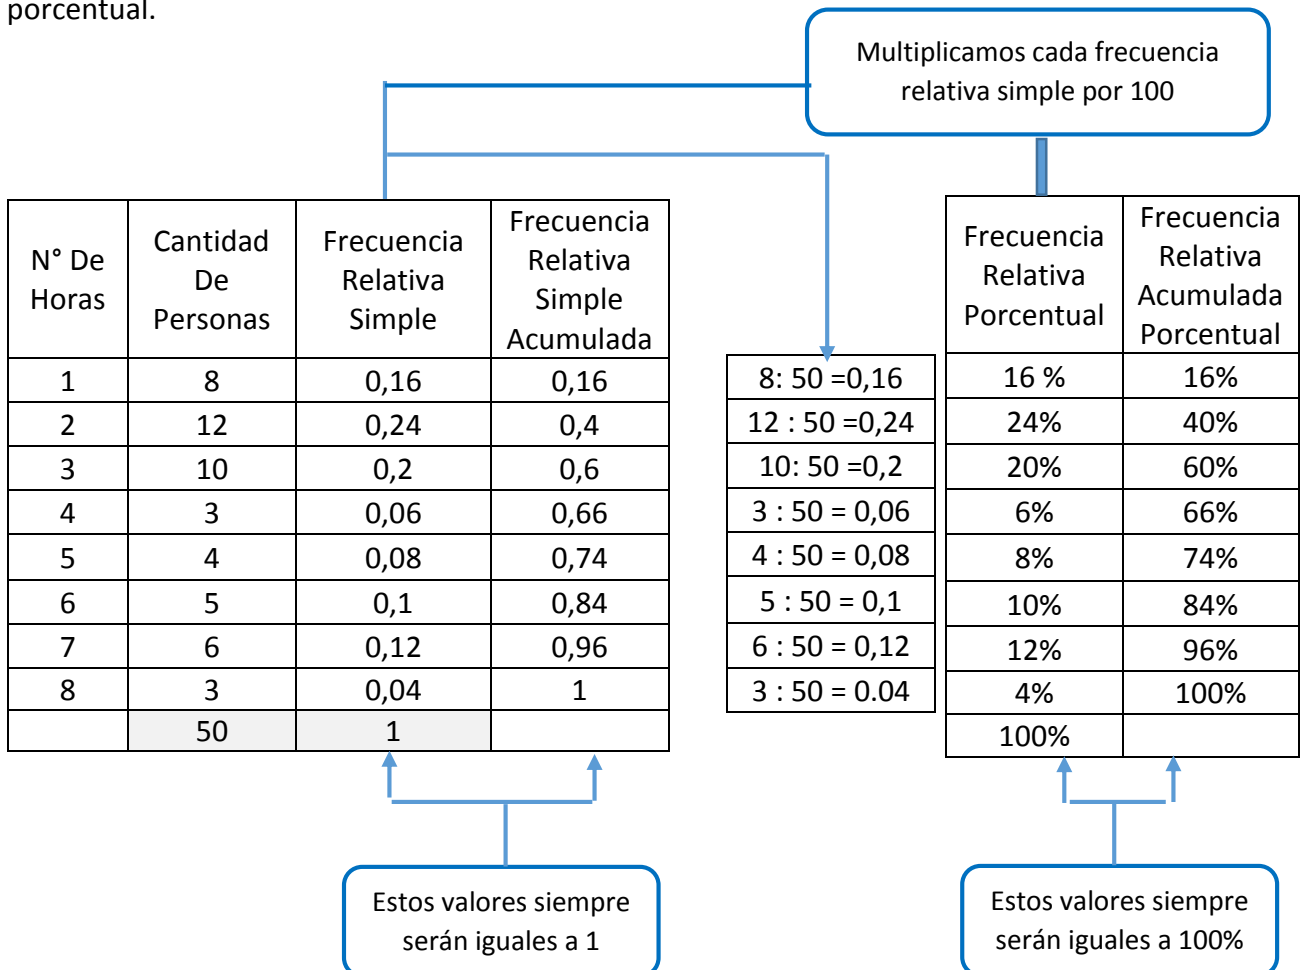 porcentual.
Multiplicamos cada frecuencia
relativa simple por 100
N° De
Horas
Cantidad
De
Personas
Frecuencia
Relativa
Simple
Frecuencia
Relativa
Simple
Acumulada
1 8 0,16 0,16
2 12 0,24 0,4
3 10 0,2 0,6
4 3 0,06 0,66
5 4 0,08 0,74
6 5 0,1 0,84
7 6 0,12 0,96
8 3 0,04 1
50 1
8: 50 =0,16
12 : 50 =0,24
10: 50 =0,2
3 : 50 = 0,06
4 : 50 = 0,08
5 : 50 = 0,1
6 : 50 = 0,12
3 : 50 = 0.04
Frecuencia
Relativa
Porcentual
Frecuencia
Relativa
Acumulada
Porcentual
16 % 16%
24% 40%
20% 60%
6% 66%
8% 74%
10% 84%
12% 96%
4% 100%
100%
Estos valores siempre
serán iguales a 1
Estos valores siempre
serán iguales a 100%